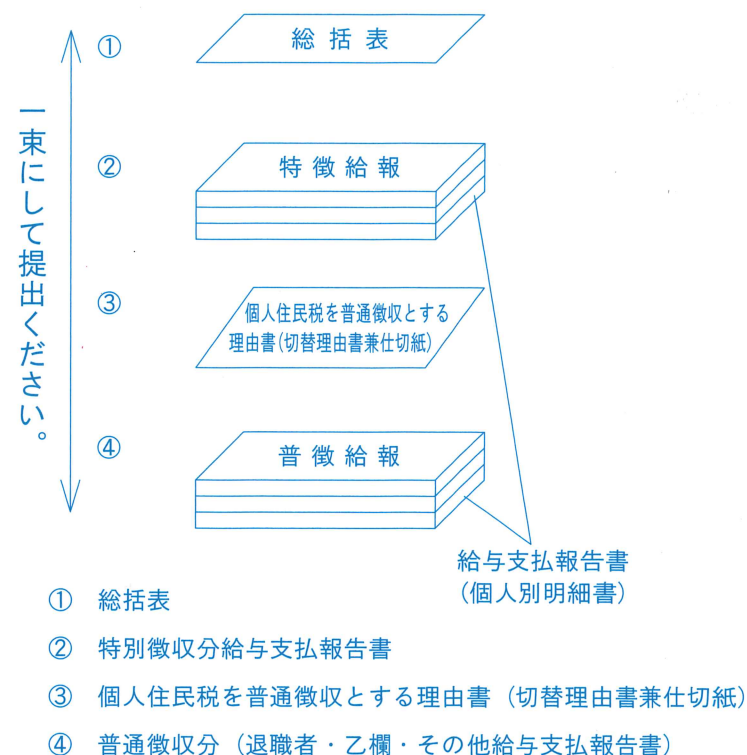 一束にして提出ください。
① 総括表
② 特徴給報
③ 個人住民税を普通徴収とする
理由書(切替理由書兼仕切紙)
④ 普徴給報
給与支払報告書
(個人別明細書)
① 総括表
② 特別徴収分給与支払報告書
③ 個人住民税を普通徴収とする理由書(切替理由書兼仕切紙)
④ 普通徴収分(退職者・乙欄・その他給与支払報告書)